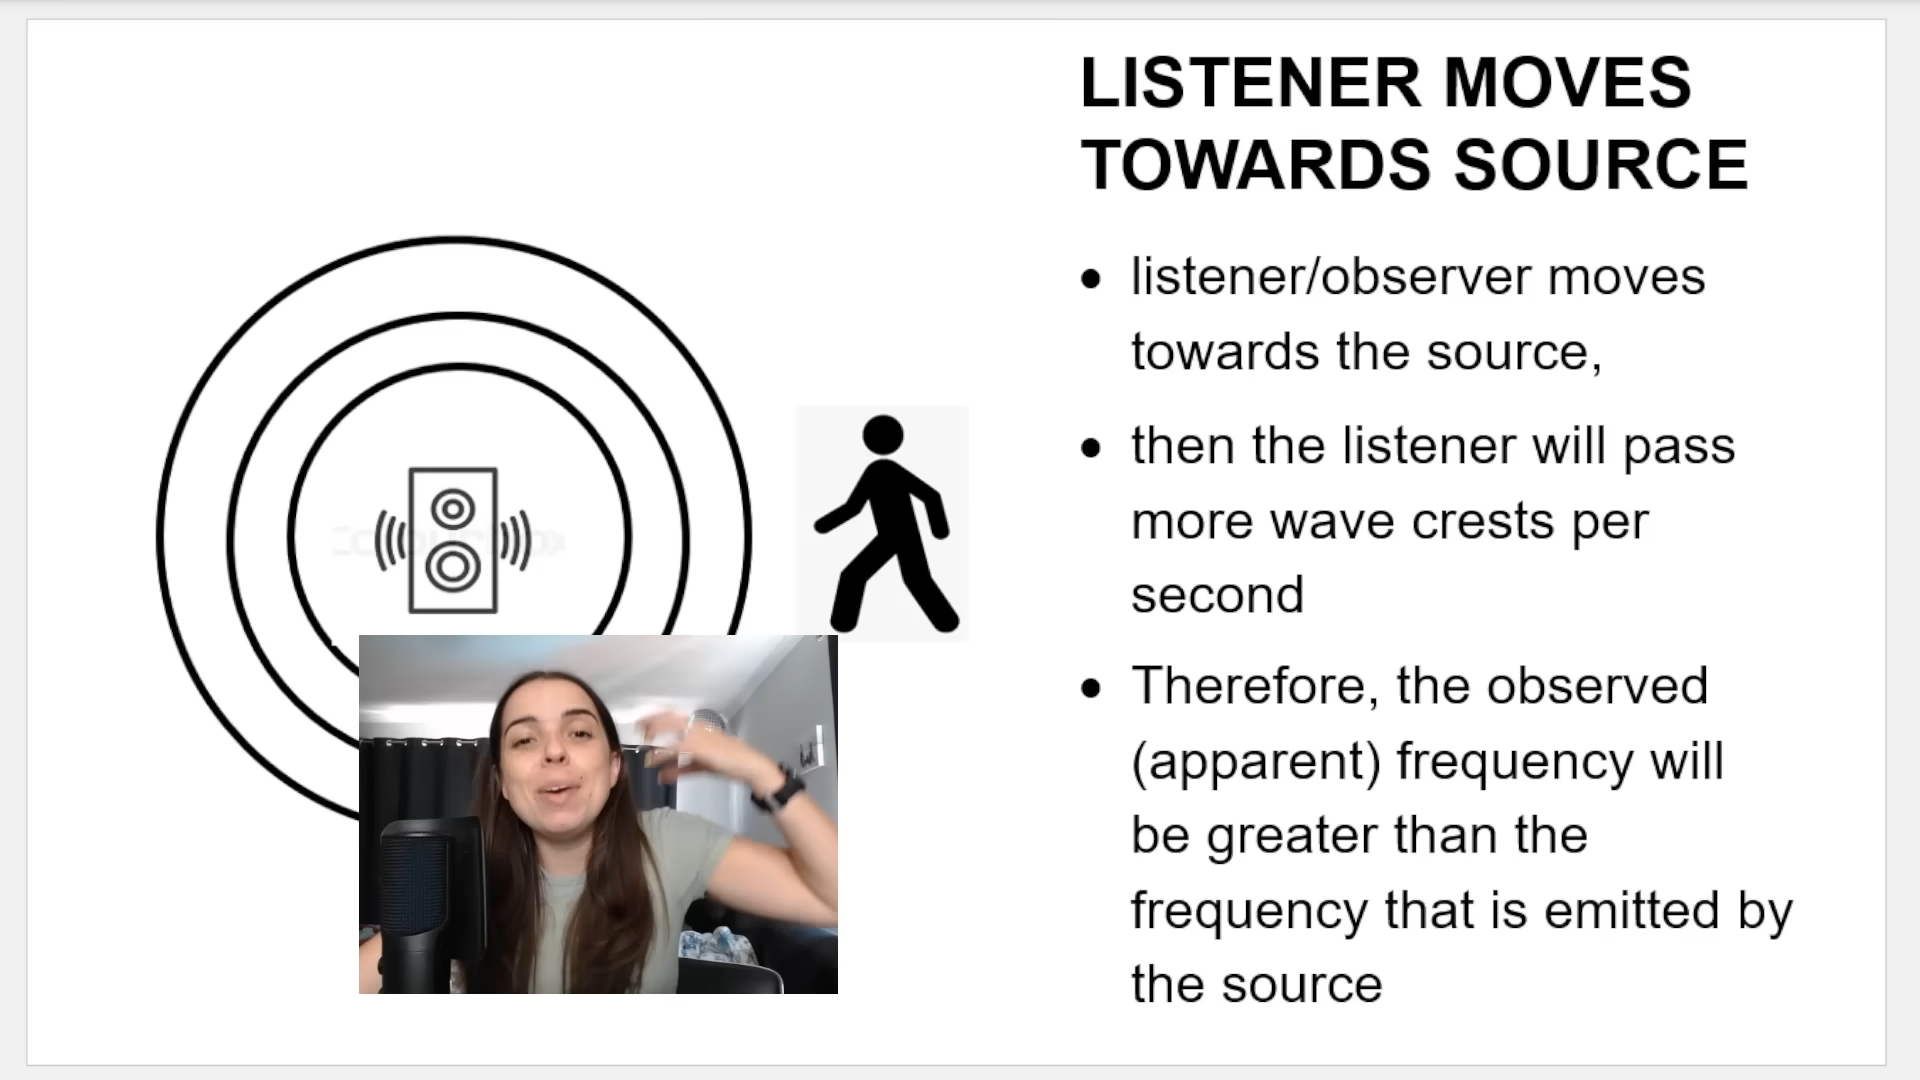 LISTENER MOVES
TOWARDS SOURCE
• listener/observer moves
towards the source,
• then the listener will pass
more wave crests per
second
• Therefore, the observed
(apparent) frequency will
be greater than the
frequency that is emitted by
the source